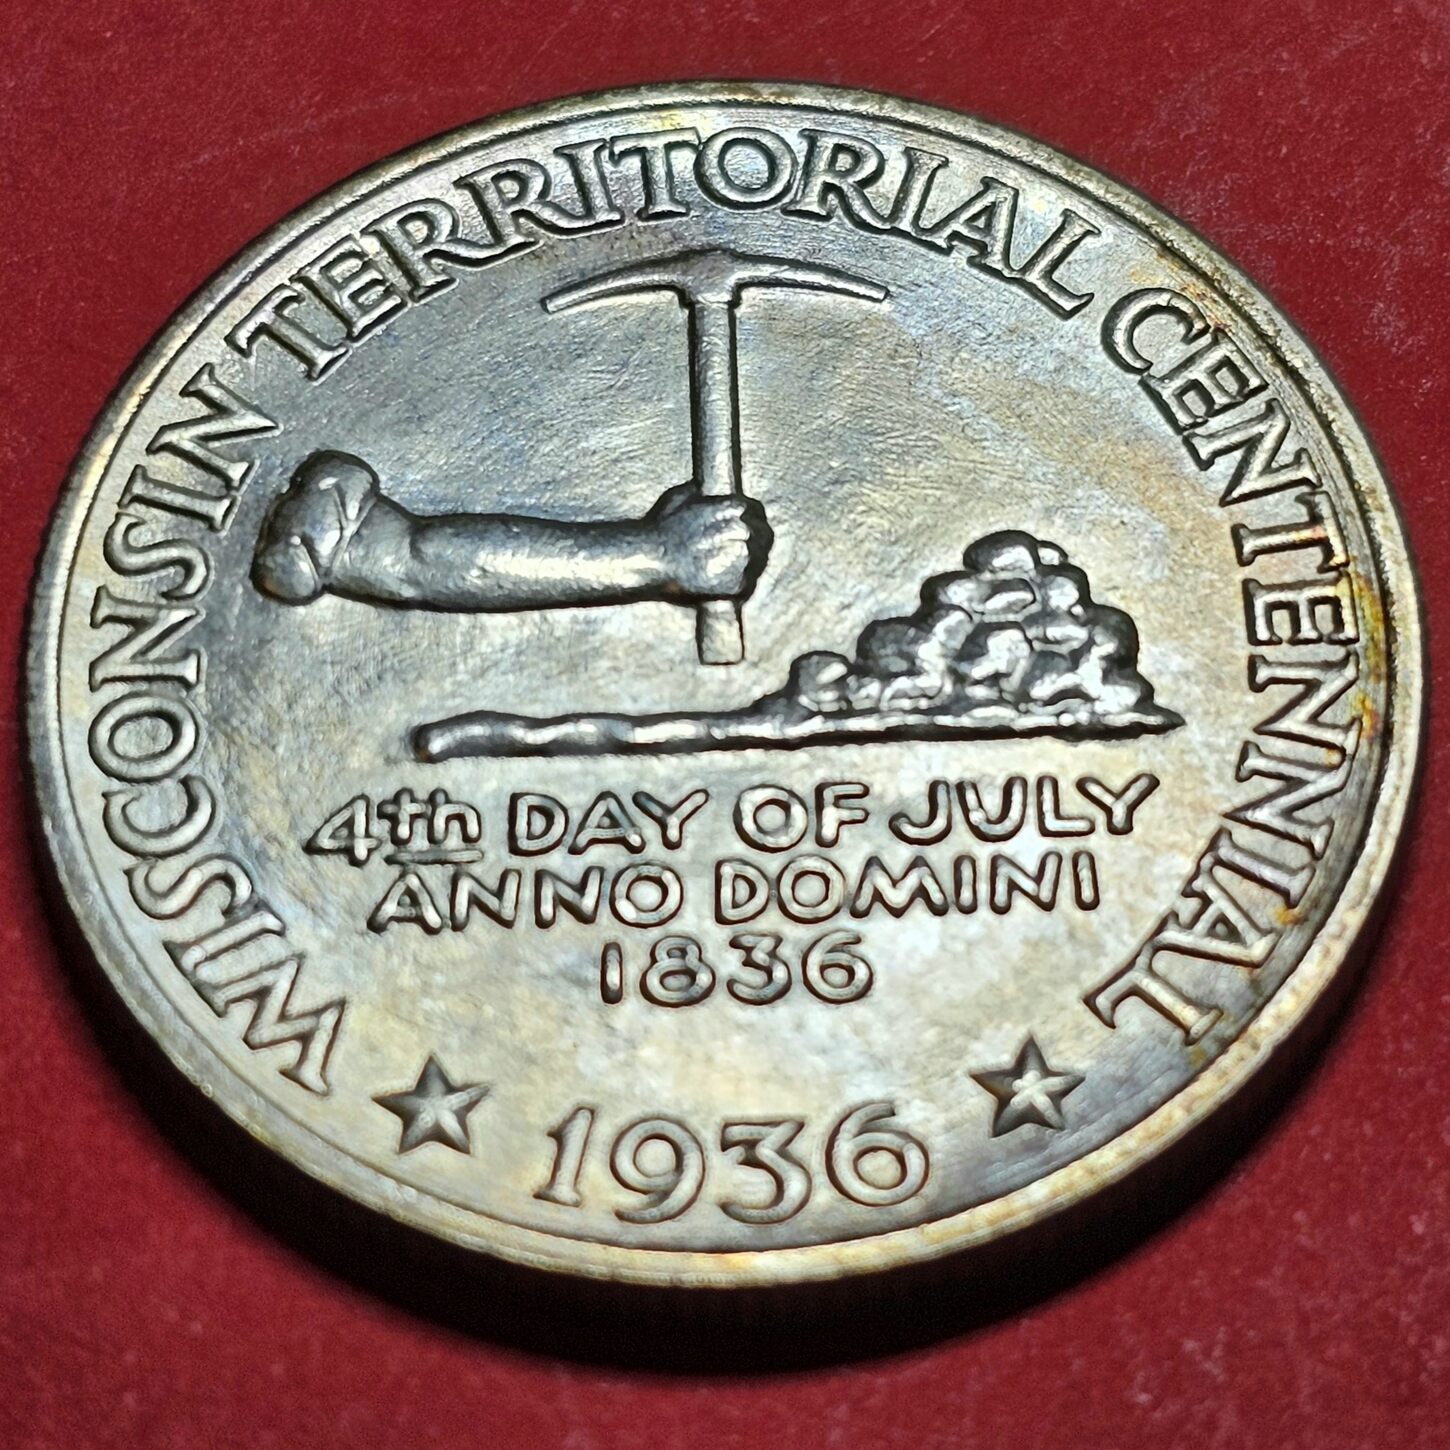 WISCONSIN TERRITORIAL CENTENNIAL
4th DAY OF JULY
ANNO DOMINI
1836
1936